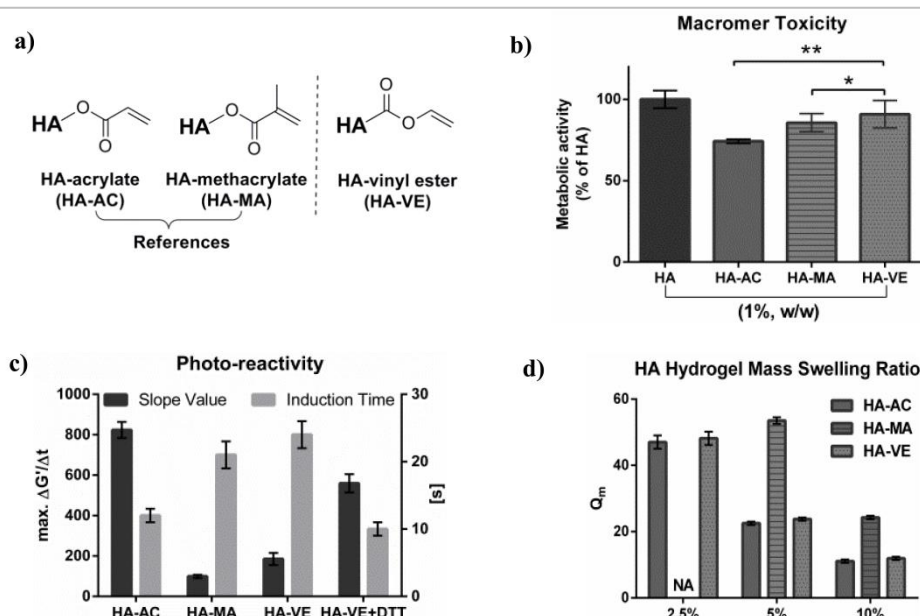 a)
O
HA
O
O
HA
O
O
HA
O
HA-acrylate
(HA-AC)
HA-methacrylate
(HA-MA)
HA-vinyl ester
(HA-VE)
References
b)
Macromer Toxicity
Metabolic activity
(% of HA)
100
50
0
**
*
HA HA-AC HA-MA HA-VE
(1%, w/w)
c)
Photo-reactivity
Slope Value
Induction Time
max. ΔG'/Δt
1000
800
600
400
200
0
30
20
10
0
[s]
HA-AC HA-MA HA-VE HA-VE+DTT
d)
HA Hydrogel Mass Swelling Ratio
HA-AC
HA-MA
HA-VE
Qm
60
40
20
0
NA
2.5% 5% 10%